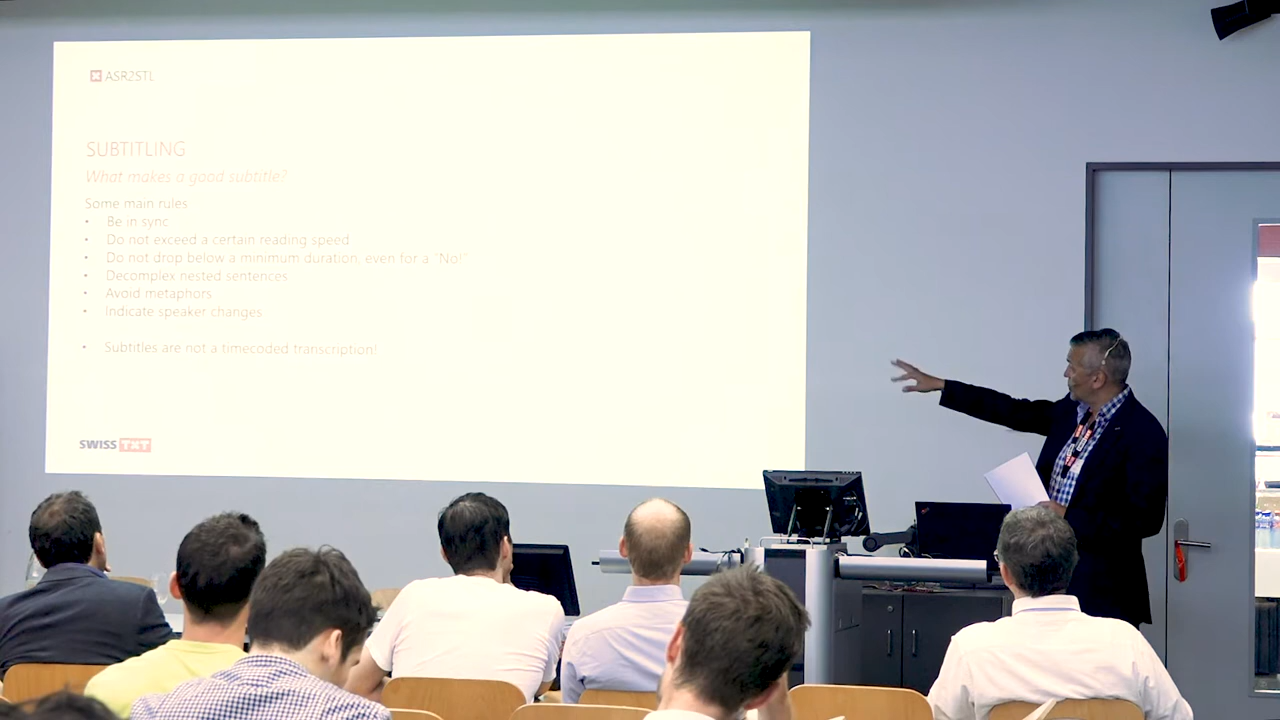 ASR2STL
SUBTITLING
What makes a good subtitle?
Some main rules
• Be in sync
• Do not exceed a certain reading speed
• Do not drop below a minimum duration, even for a "No!"
• Decomplex nested sentences
• Avoid metaphors
• Indicate speaker changes
• Subtitles are not a timecoded transcription!
SWISS TXT